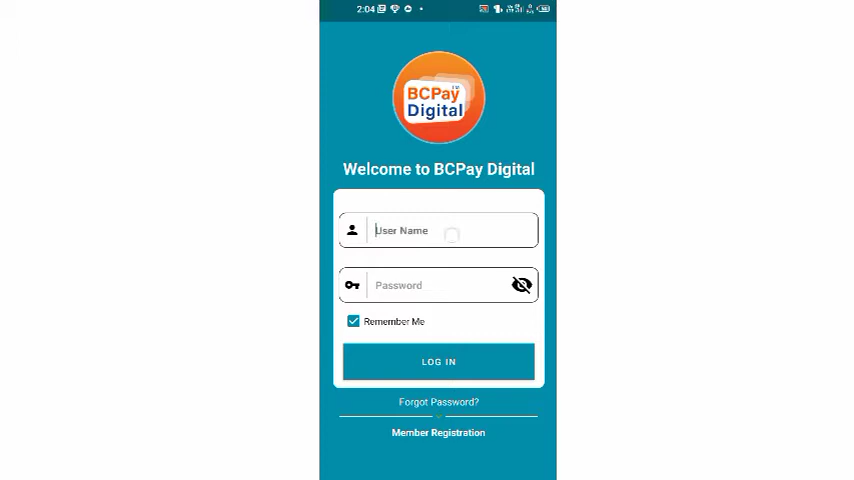 2:04
BCPay
TM
Digital
Welcome to BCPay Digital
User Name
Password
Remember Me
LOG IN
Forgot Password?
Member Registration